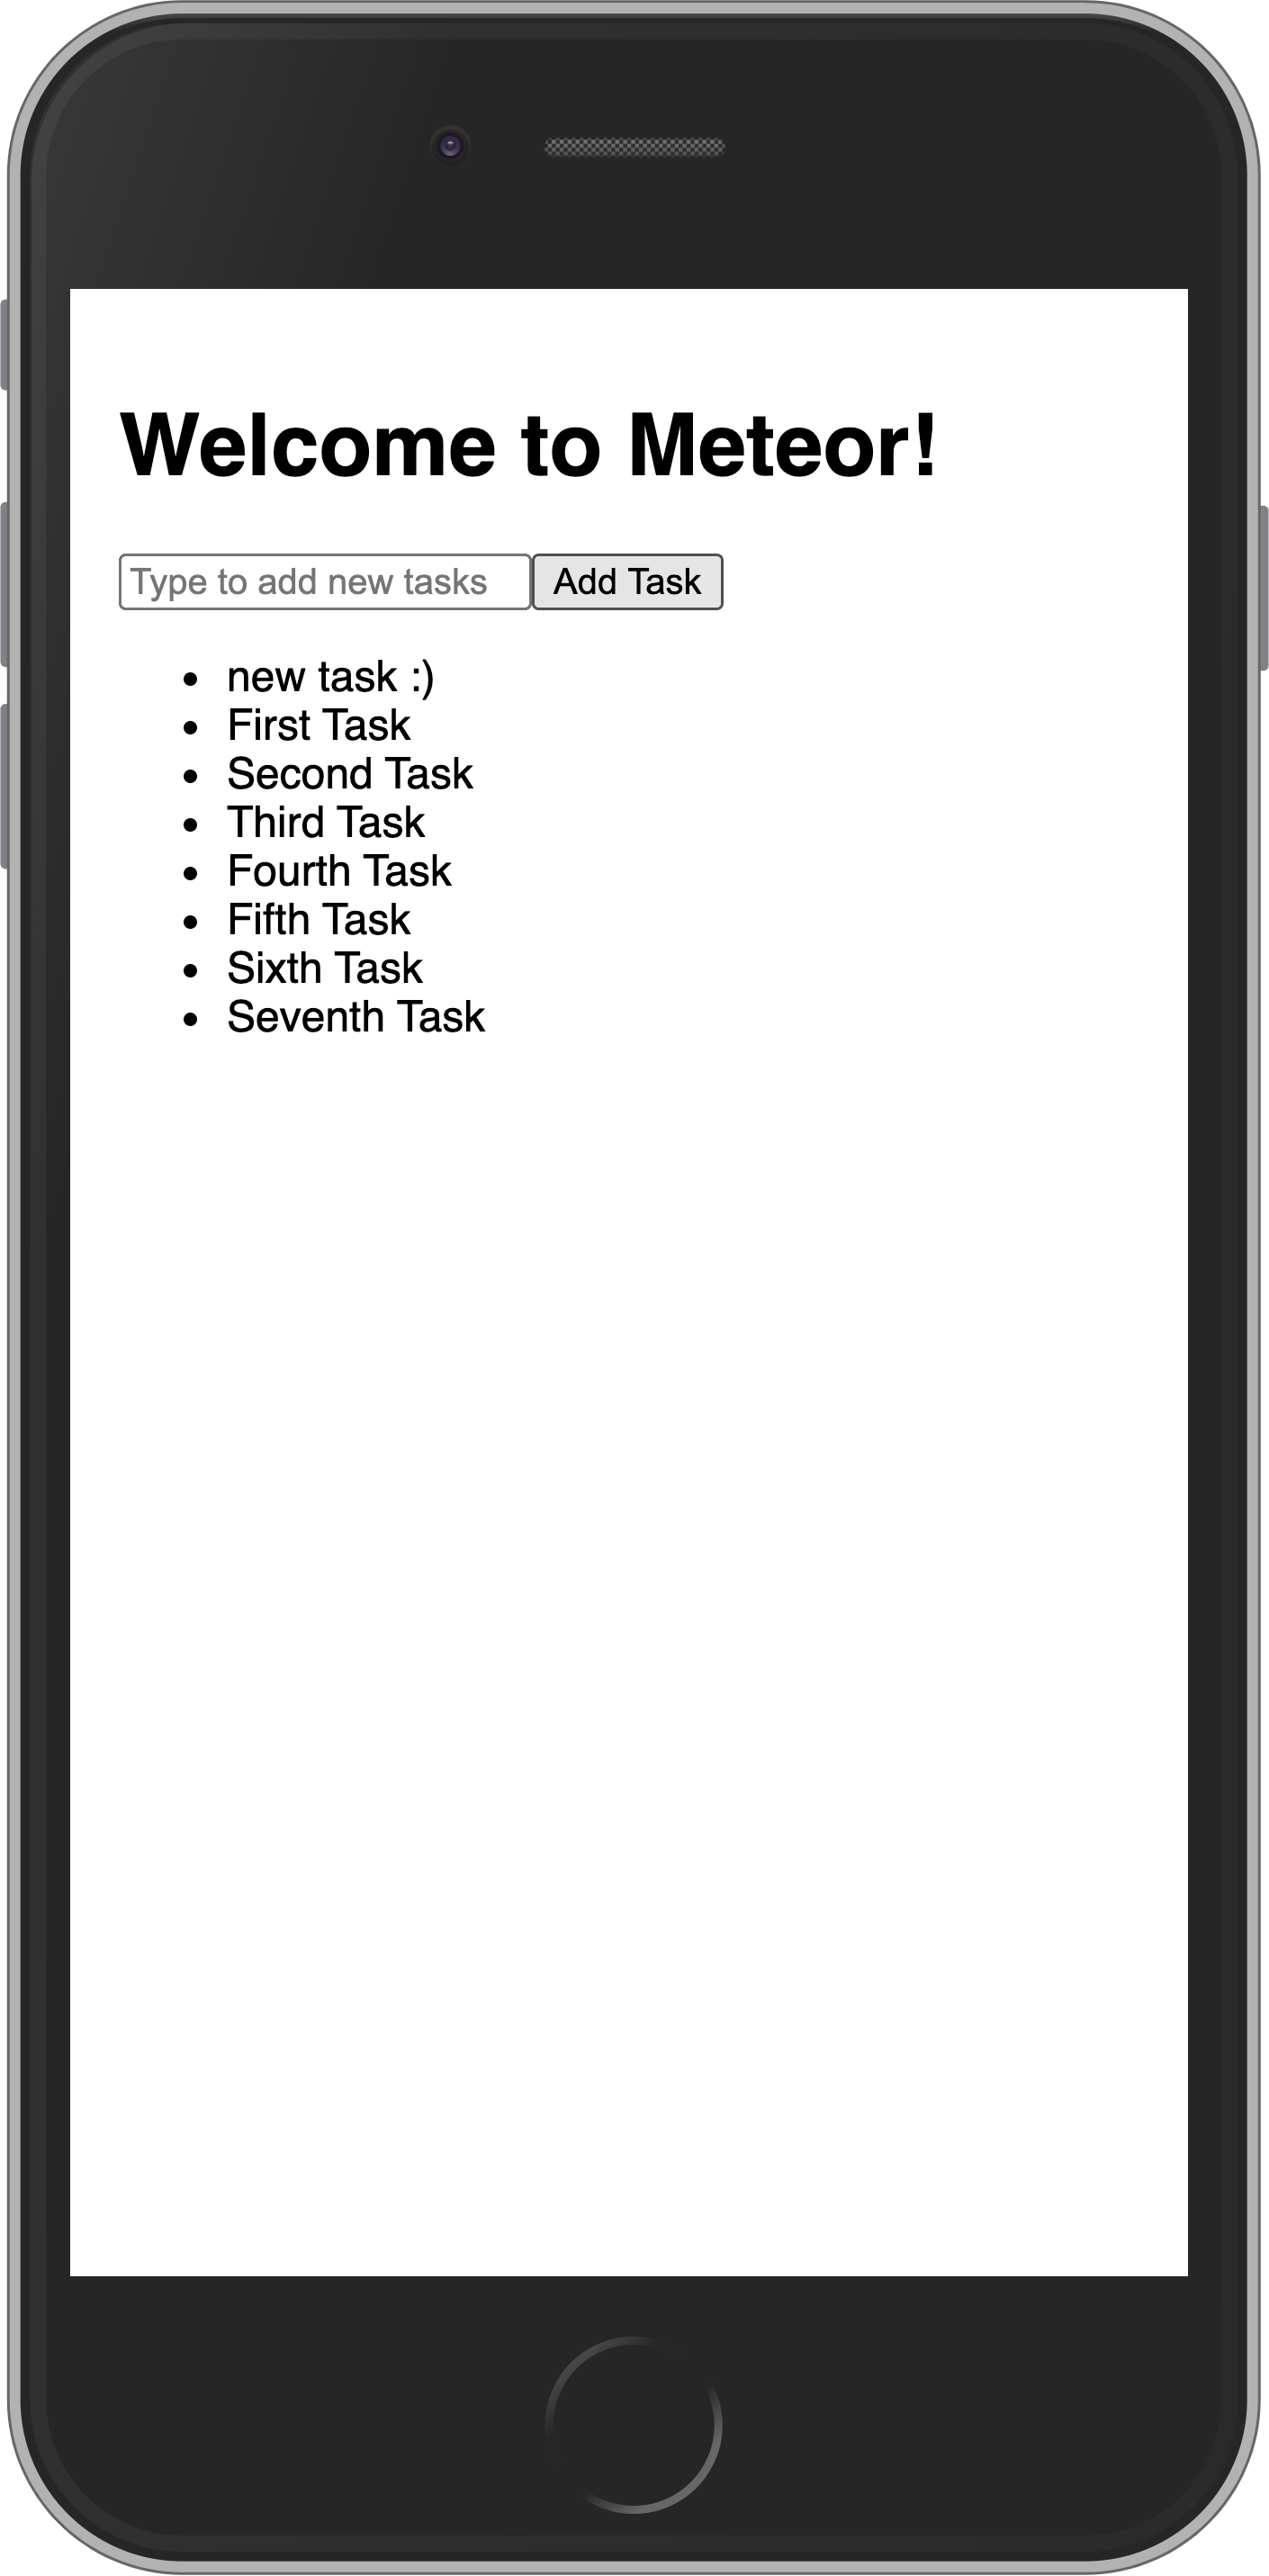 Welcome to Meteor!
Type to add new tasks Add Task
new task :)
First Task
Second Task
Third Task
Fourth Task
Fifth Task
Sixth Task
Seventh Task